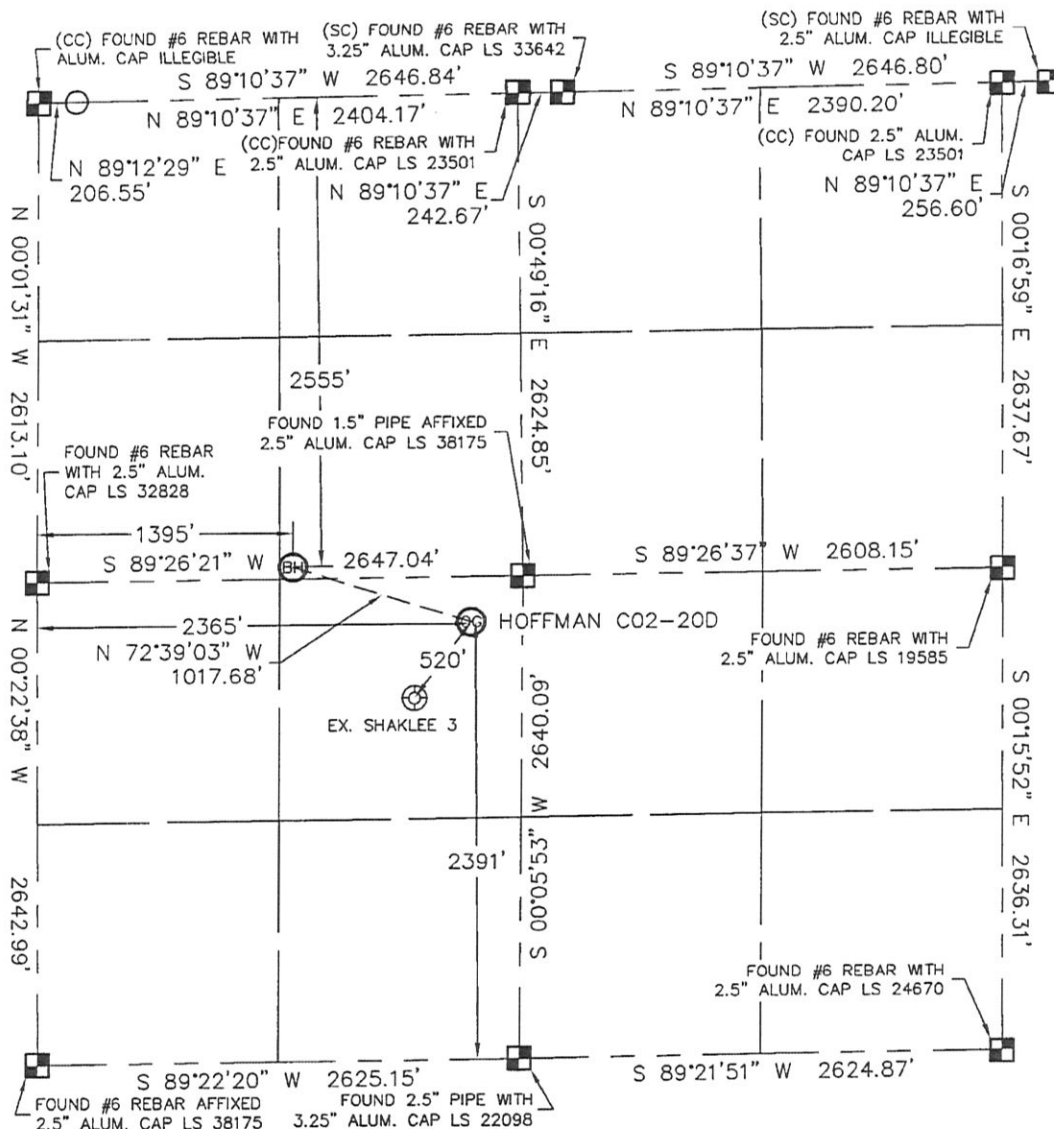 (CC) FOUND #6 REBAR WITH
ALUM. CAP ILLEGIBLE
(SC) FOUND #6 REBAR WITH
3.25" ALUM. CAP LS 33642
(SC) FOUND #6 REBAR WITH
2.5" ALUM. CAP ILLEGIBLE
S 89°10'37" W 2646.84'
S 89°10'37" W 2646.80'
N 89°10'37" E 2404.17'
N 89°10'37" E 2390.20'
(CC)FOUND #6 REBAR WITH
2.5" ALUM. CAP LS 23501
(CC) FOUND 2.5" ALUM.
CAP LS 23501
N 89°12'29" E
206.55'
N 89°10'37" E
242.67'
N 89°10'37" E
256.60'
N 00°01'31" W 2613.10'
S 00°49'16" E 2624.85'
S 00°16'59" E 2637.67'
2555'
FOUND 1.5" PIPE AFFIXED
2.5" ALUM. CAP LS 38175
FOUND #6 REBAR
WITH 2.5" ALUM.
CAP LS 32828
1395'
S 89°26'21" W 2647.04'
S 89°26'37" W 2608.15'
BH
2365'
OG
HOFFMAN C02-20D
N 72°39'03" W
1017.68'
520'
EX. SHAKLEE 3
FOUND #6 REBAR WITH
2.5" ALUM. CAP LS 19585
N 00°22'38" W 2642.99'
S 00°05'53" W 2640.09'
S 00°15'52" E 2636.31'
2391'
FOUND #6 REBAR WITH
2.5" ALUM. CAP LS 24670
S 89°22'20" W 2625.15'
S 89°21'51" W 2624.87'
FOUND #6 REBAR AFFIXED
2.5" ALUM. CAP LS 38175
FOUND 2.5" PIPE WITH
3.25" ALUM. CAP LS 22098